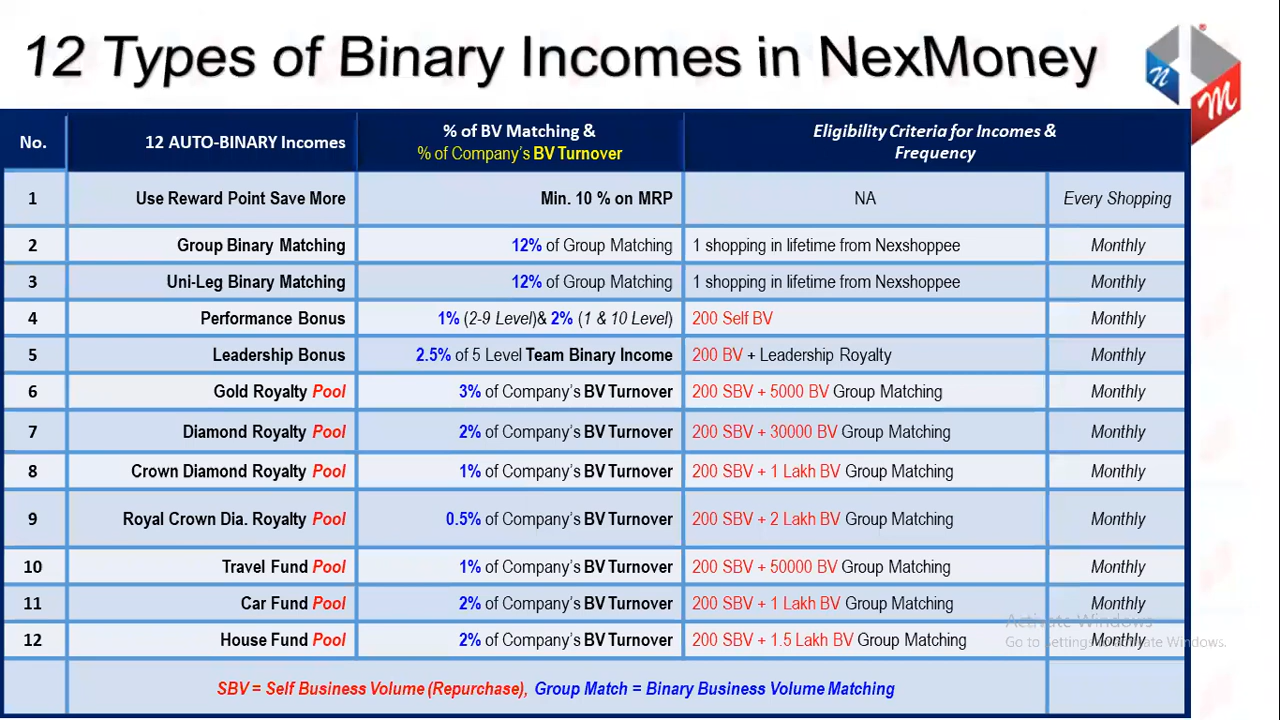 12 Types of Binary Incomes in NexMoney
n
M
No. 12 AUTO-BINARY Incomes % of BV Matching & % of Company's BV Turnover Eligibility Criteria for Incomes & Frequency
1 Use Reward Point Save More Min. 10 % on MRP NA Every Shopping
2 Group Binary Matching 12% of Group Matching 1 shopping in lifetime from Nexshoppee Monthly
3 Uni-Leg Binary Matching 12% of Group Matching 1 shopping in lifetime from Nexshoppee Monthly
4 Performance Bonus 1% (2-9 Level)& 2% (1 & 10 Level) 200 Self BV Monthly
5 Leadership Bonus 2.5% of 5 Level Team Binary Income 200 BV + Leadership Royalty Monthly
6 Gold Royalty Pool 3% of Company's BV Turnover 200 SBV + 5000 BV Group Matching Monthly
7 Diamond Royalty Pool 2% of Company's BV Turnover 200 SBV + 30000 BV Group Matching Monthly
8 Crown Diamond Royalty Pool 1% of Company's BV Turnover 200 SBV + 1 Lakh BV Group Matching Monthly
9 Royal Crown Dia. Royalty Pool 0.5% of Company's BV Turnover 200 SBV + 2 Lakh BV Group Matching Monthly
10 Travel Fund Pool 1% of Company's BV Turnover 200 SBV + 50000 BV Group Matching Monthly
11 Car Fund Pool 2% of Company's BV Turnover 200 SBV + 1 Lakh BV Group Matching Monthly
12 House Fund Pool 2% of Company's BV Turnover 200 SBV + 1.5 Lakh BV Group Matching Monthly
Activate Windows
Go to Settings to activate Windows.
SBV = Self Business Volume (Repurchase), Group Match = Binary Business Volume Matching